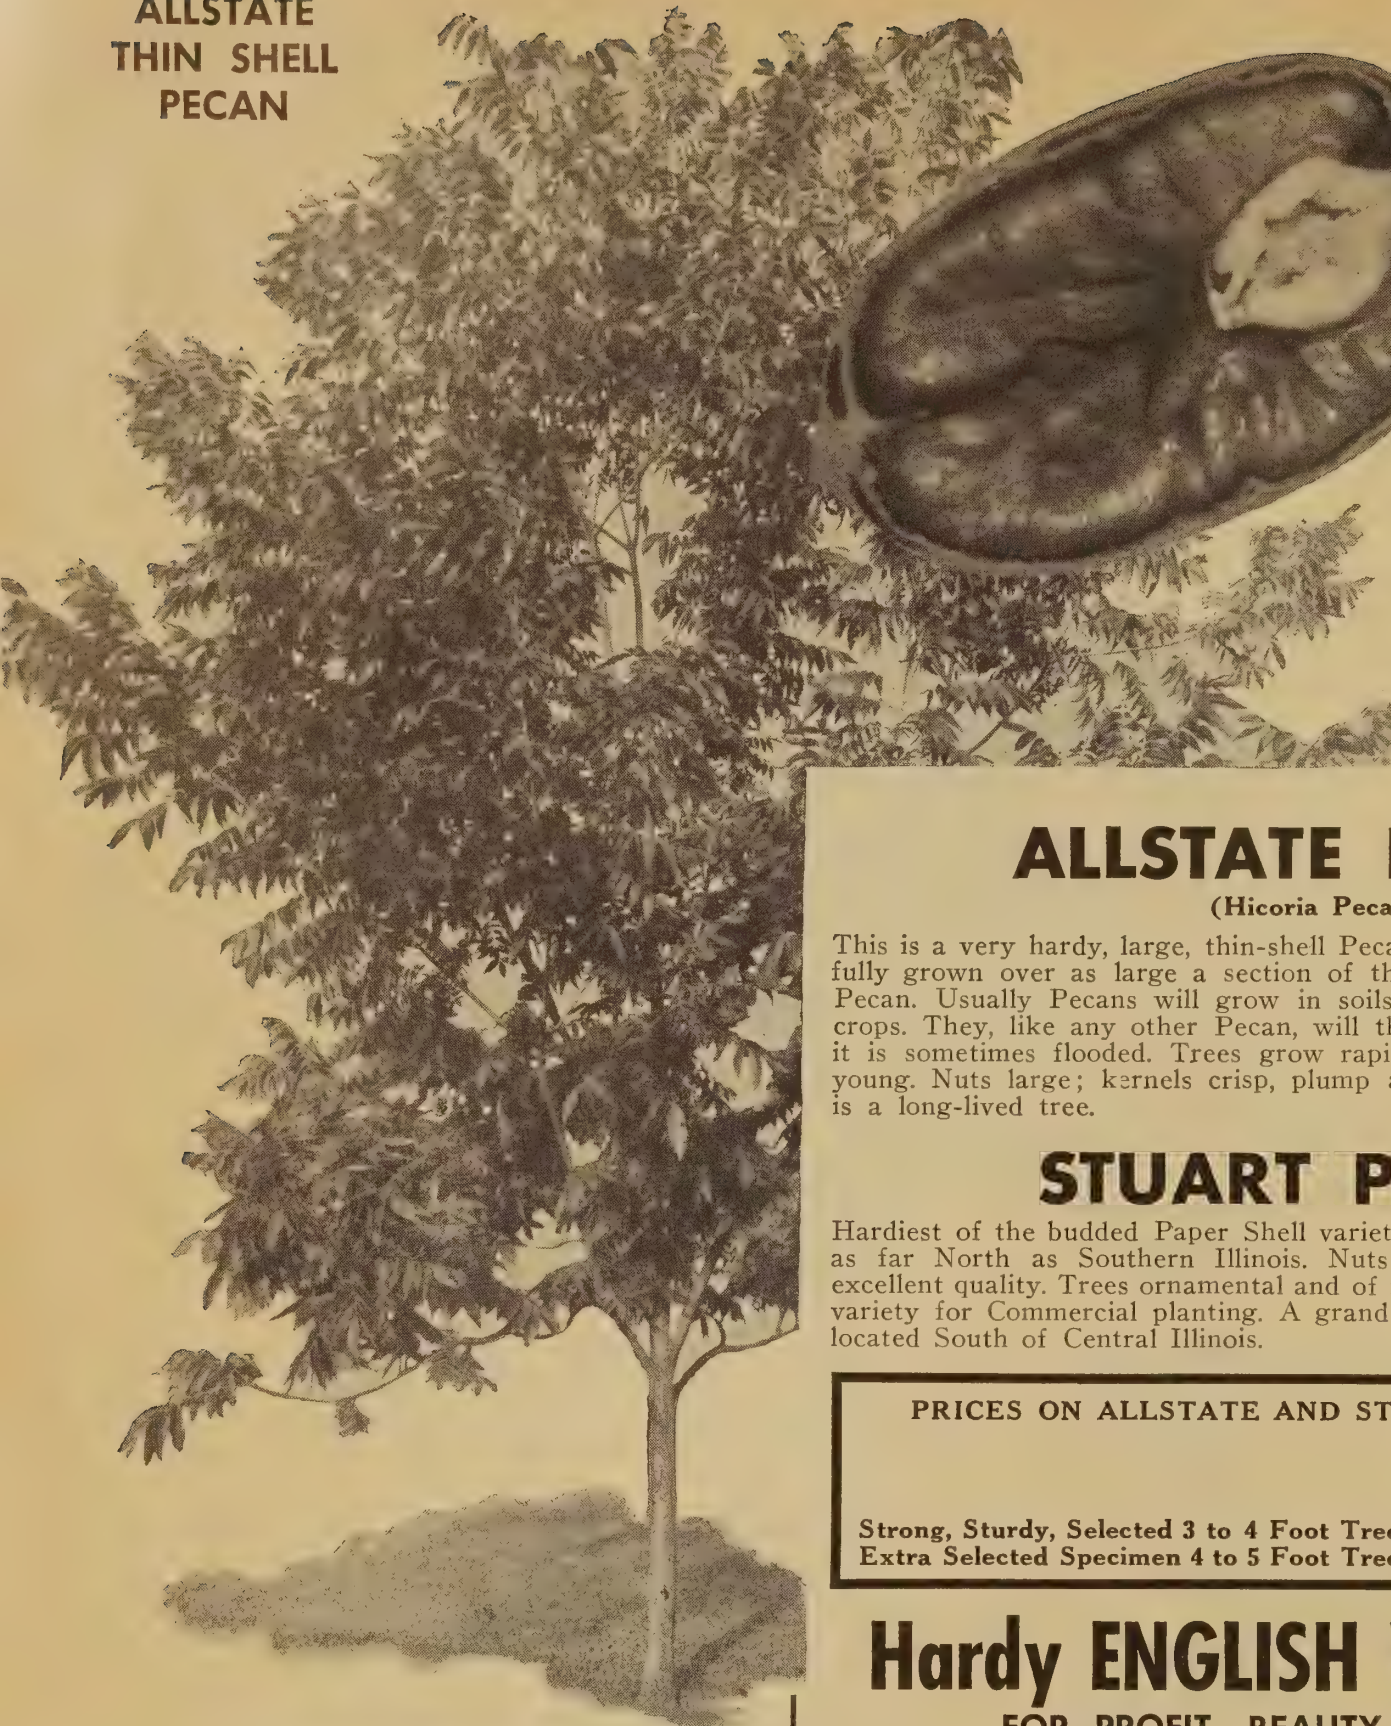 ALLSTATE
THIN SHELL
PECAN
ALLSTATE
(Hicoria Peca
This is a very hardy, large, thin-shell Peca
fully grown over as large a section of th
Pecan. Usually Pecans will grow in soils
crops. They, like any other Pecan, will th
it is sometimes flooded. Trees grow rapi
young. Nuts large; kernels crisp, plump a
is a long-lived tree.
STUART P
Hardiest of the budded Paper Shell variet
as far North as Southern Illinois. Nuts
excellent quality. Trees ornamental and of
variety for Commercial planting. A grand
located South of Central Illinois.
PRICES ON ALLSTATE AND ST
Strong, Sturdy, Selected 3 to 4 Foot Tree
Extra Selected Specimen 4 to 5 Foot Tree
Hardy ENGLISH
FOR PROFIT, BEAUTY